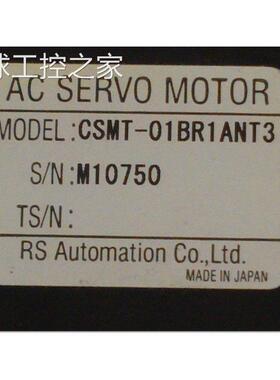 球工控之家
AC SERVO MOTOR
MODEL: CSMT-01BR1ANT3
S/N: M10750
TS/N:
RS Automation Co., Ltd.
MADE IN JAPAN